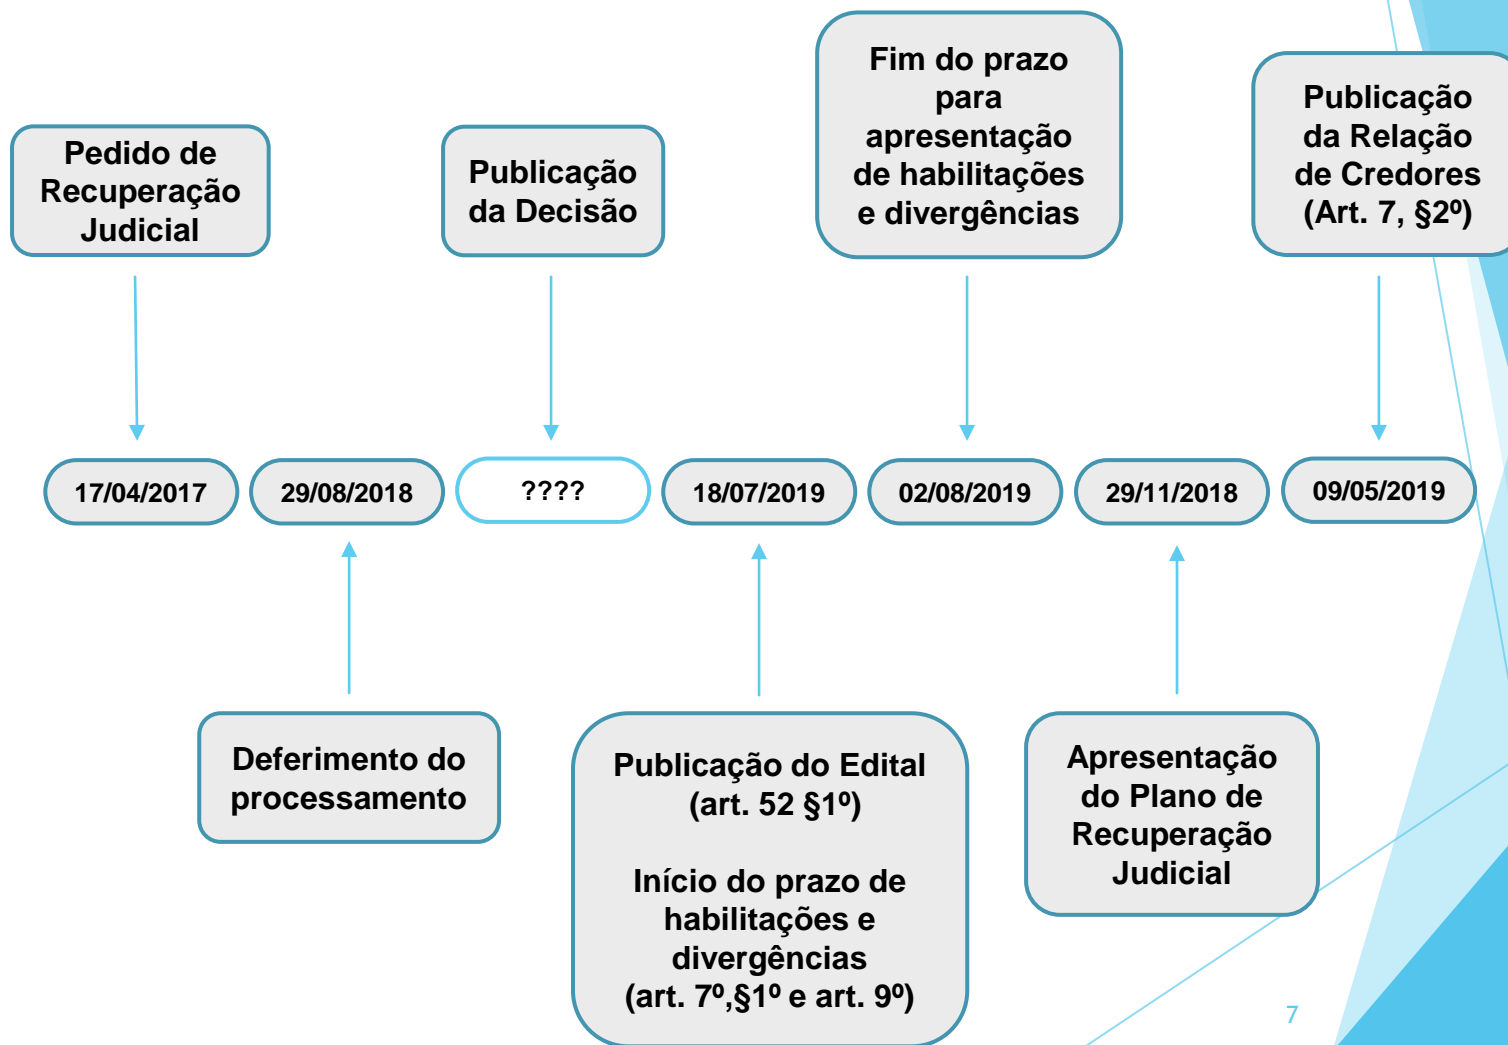 Pedido de
Recuperação
Judicial
Publicação
da Decisão
Fim do prazo
para
apresentação
de habilitações
e divergências
Publicação
da Relação
de Credores
(Art. 7, §2º)
17/04/2017
29/08/2018
????
18/07/2019
02/08/2019
29/11/2018
09/05/2019
Deferimento do
processamento
Publicação do Edital
(art. 52 §1º)
Início do prazo de
habilitações e
divergências
(art. 7º,§1º e art. 9º)
Apresentação
do Plano de
Recuperação
Judicial
7